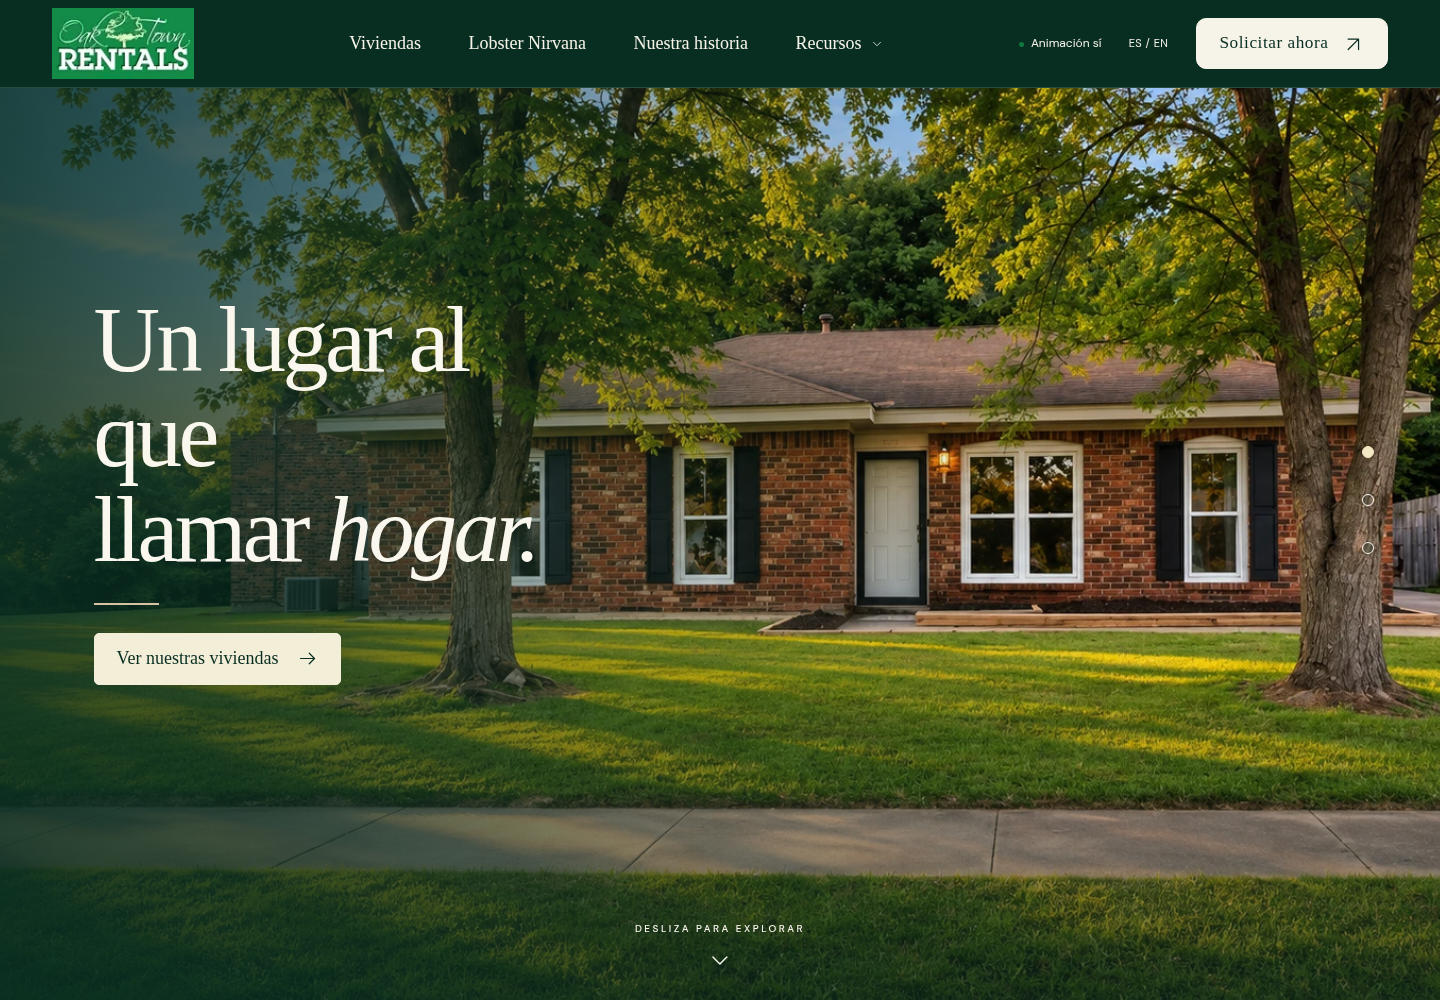 Oak Town
RENTALS
Viviendas
Lobster Nirvana
Nuestra historia
Recursos
Animación sí
ES / EN
Solicitar ahora
Un lugar al
que
llamar hogar.
Ver nuestras viviendas
DESLIZA PARA EXPLORAR